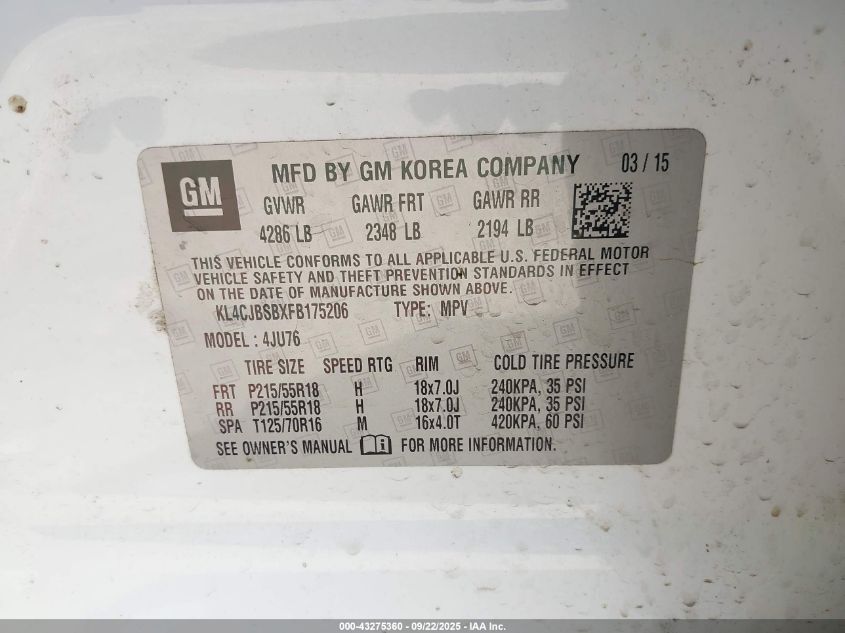 GM
MFD BY GM KOREA COMPANY 03 / 15
GVWR GAWR FRT GAWR RR
4286 LB 2348 LB 2194 LB
THIS VEHICLE CONFORMS TO ALL APPLICABLE U.S. FEDERAL MOTOR
VEHICLE SAFETY AND THEFT PREVENTION STANDARDS IN EFFECT
ON THE DATE OF MANUFACTURE SHOWN ABOVE.
KL4CJBSBXFB175206 TYPE: MPV
MODEL : 4JU76
TIRE SIZE SPEED RTG RIM COLD TIRE PRESSURE
FRT P215/55R18 H 18x7.0J 240KPA, 35 PSI
RR P215/55R18 H 18x7.0J 240KPA, 35 PSI
SPA T125/70R16 M 16x4.0T 420KPA, 60 PSI
SEE OWNER'S MANUAL FOR MORE INFORMATION.
000-43275360 - 09/22/2025 - IAA Inc.